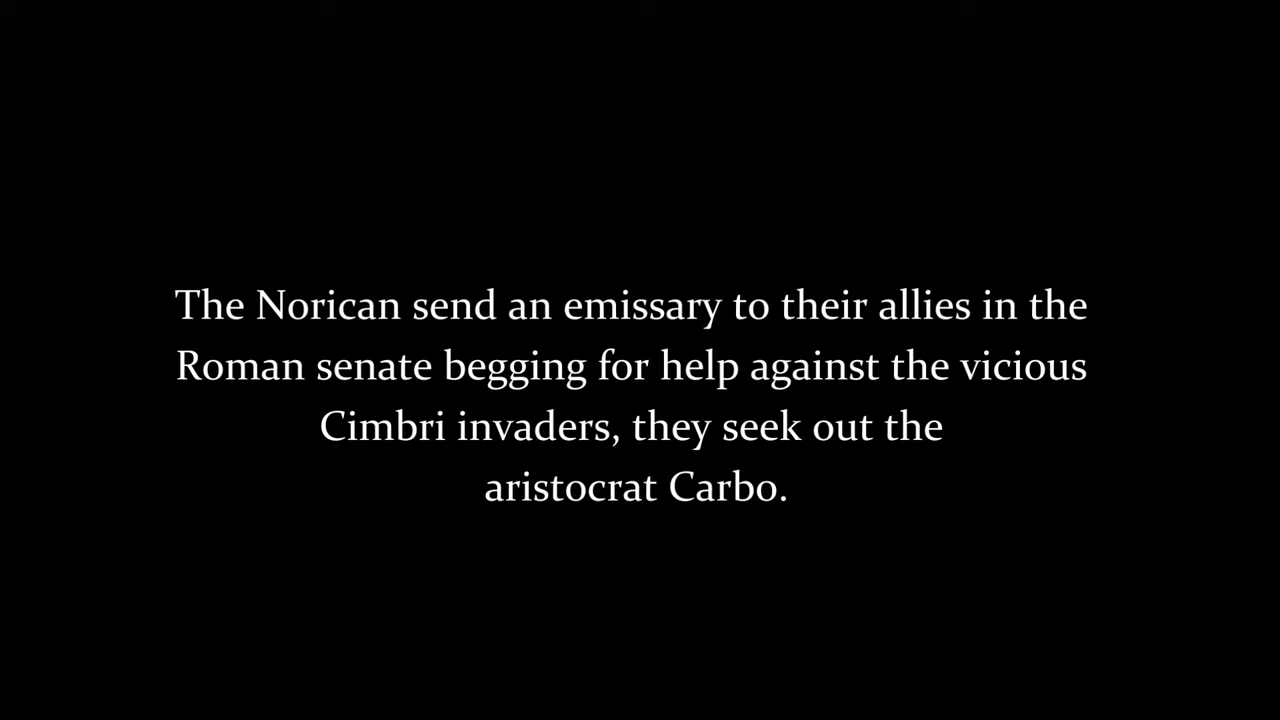 The Norican send an emissary to their allies in the
Roman senate begging for help against the vicious
Cimbri invaders, they seek out the
aristocrat Carbo.